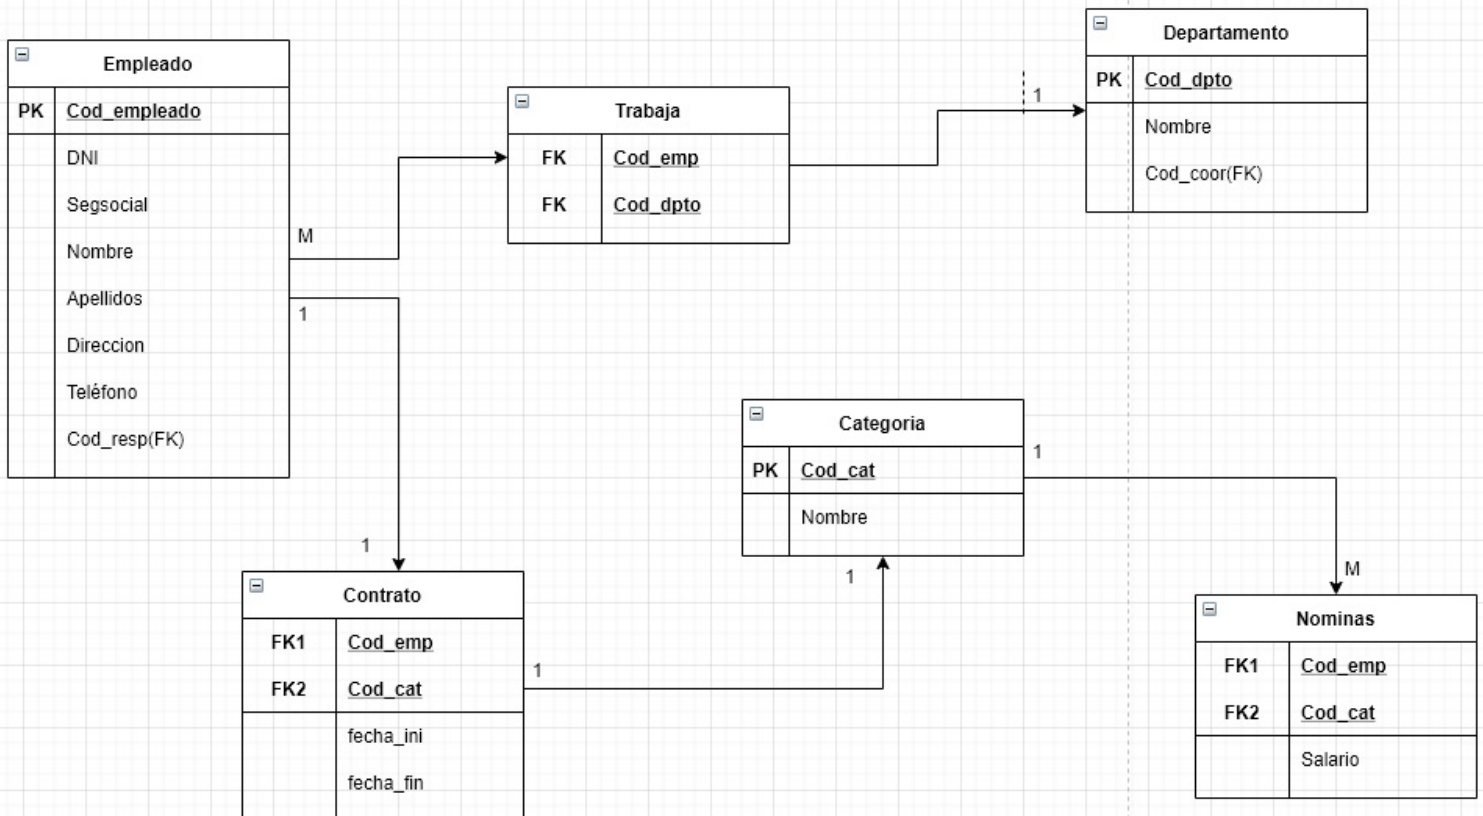 Empleado
PK Cod_empleado
DNI
Segsocial
Nombre
Apellidos
Direccion
Teléfono
Cod_resp(FK)
M
1
Trabaja
FK Cod_emp
FK Cod_dpto
1
Departamento
PK Cod_dpto
Nombre
Cod_coor(FK)
1
Contrato
FK1 Cod_emp
FK2 Cod_cat
fecha_ini
fecha_fin
1
Categoria
PK Cod_cat
Nombre
1
1
M
Nominas
FK1 Cod_emp
FK2 Cod_cat
Salario